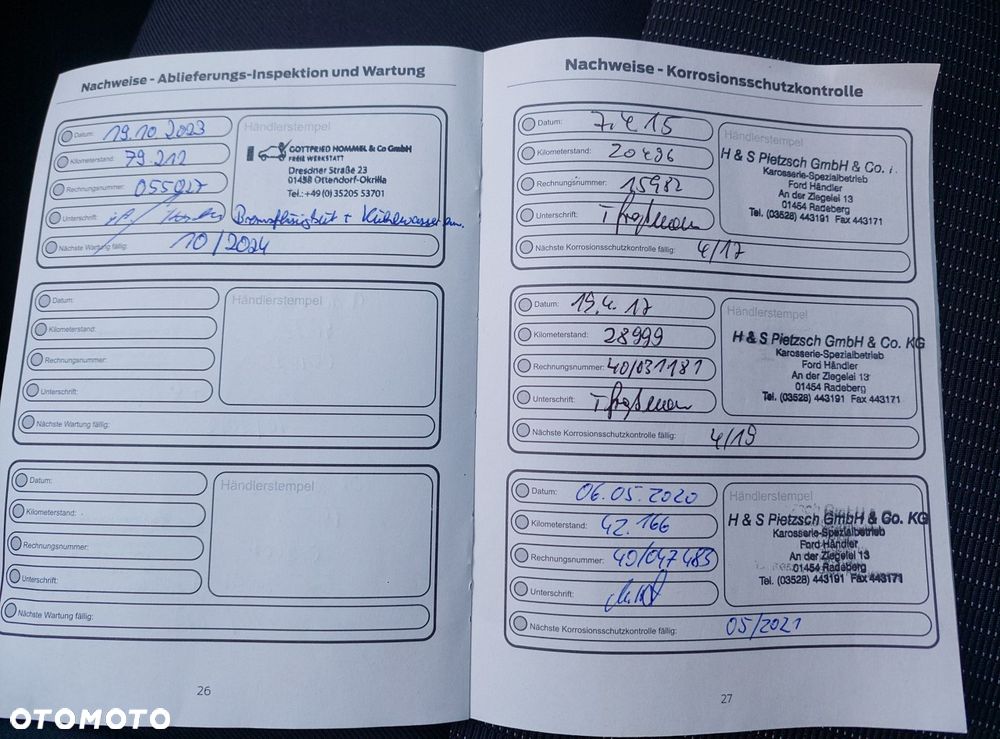 Nachweise - Ablieferungs-Inspektion und Wartung
Datum: 19.10.2023
Kilometerstand: 79.212
Rechnungsnummer: 055027
Unterschrift:
Nächste Wartung fällig: 10/2024
Händlerstempel
GOTTFRIED HOMMEL & Co GmbH
FREIE WERKSTATT
Dresdner Straße 23
01458 Ottendorf-Okrilla
Tel.: +49 (0) 35205 53701
Bremsflüssigkeit + Kühlwasser
Datum:
Kilometerstand:
Rechnungsnummer:
Unterschrift:
Nächste Wartung fällig:
Händlerstempel
Datum:
Kilometerstand:
Rechnungsnummer:
Unterschrift:
Nächste Wartung fällig:
Händlerstempel
26
Nachweise - Korrosionsschutzkontrolle
Datum: 7.4.15
Kilometerstand: 20486
Rechnungsnummer: 15982
Unterschrift:
Nächste Korrosionsschutzkontrolle fällig: 4/17
Händlerstempel
H & S Pietzsch GmbH & Co.
Karosserie-Spezialbetrieb
Ford Händler
An der Ziegelei 13
01454 Radeberg
Tel. (03528) 443191 Fax 443171
Datum: 19.4.17
Kilometerstand: 28999
Rechnungsnummer: 40/031181
Unterschrift:
Nächste Korrosionsschutzkontrolle fällig: 4/19
Händlerstempel
H & S Pietzsch GmbH & Co. KG
Karosserie-Spezialbetrieb
Ford Händler
An der Ziegelei 13
01454 Radeberg
Tel. (03528) 443191 Fax 443171
Datum: 06.05.2020
Kilometerstand: 42.166
Rechnungsnummer: 40/047483
Unterschrift:
Nächste Korrosionsschutzkontrolle fällig: 05/2021
Händlerstempel
H & S Pietzsch GmbH & Co. KG
Karosserie-Spezialbetrieb
Ford Händler
An der Ziegelei 13
01454 Radeberg
Tel. (03528) 443191 Fax 443171
27
OTOMOTO